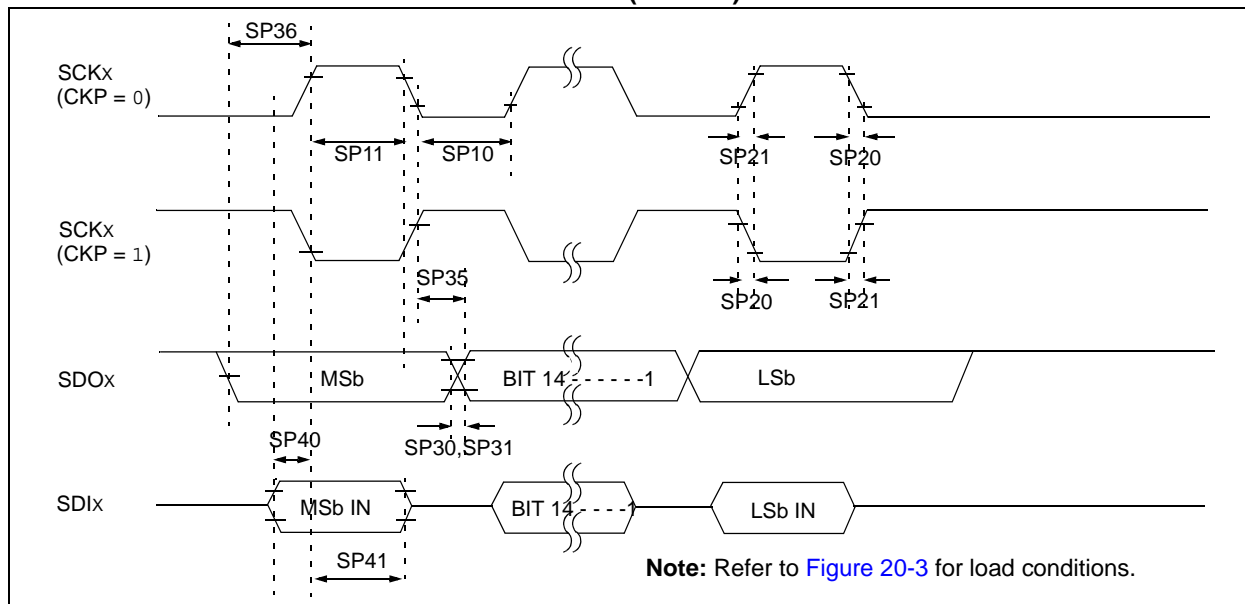 SP36
SCKX
(CKP = 0)
SP11
SP10
SP21
SP20
SCKX
(CKP = 1)
SP35
SP20
SP21
SDOX
MSb
BIT 14 - - - - - -1
LSb
SP40
SP30,SP31
SDIX
MSb IN
BIT 14 - - - -1
LSb IN
SP41
Note: Refer to Figure 20-3 for load conditions.